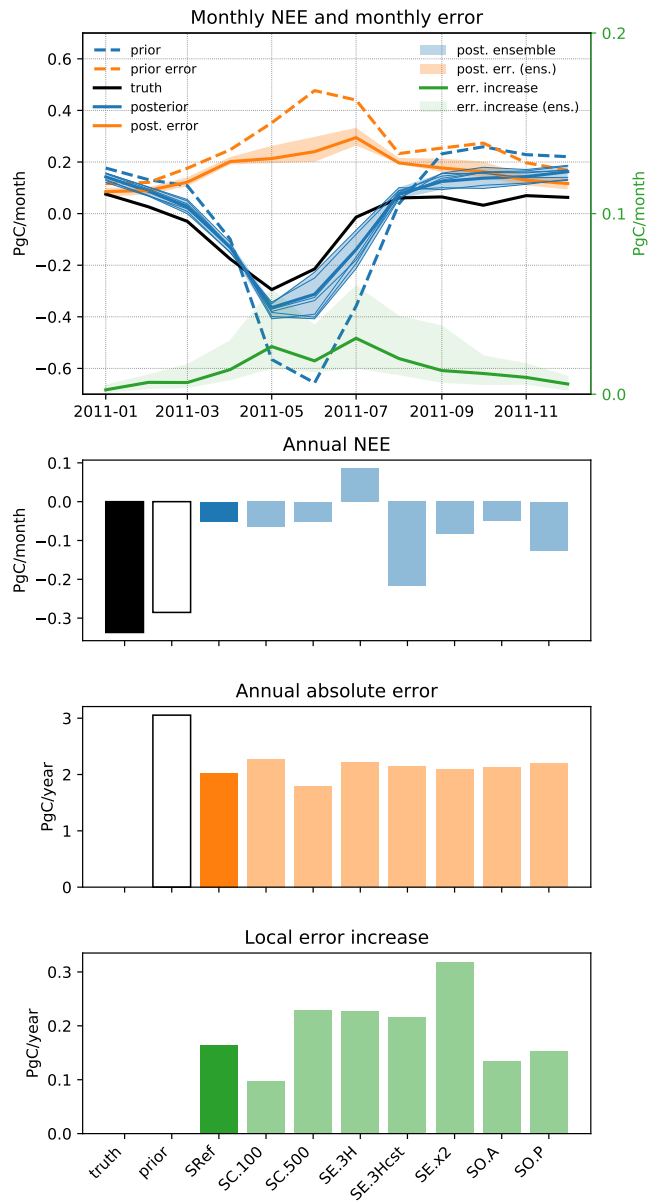 Monthly NEE and monthly error
prior
prior error
truth
posterior
post. error
post. ensemble
post. err. (ens.)
err. increase
err. increase (ens.)
0.6
0.4
0.2
0.0
−0.2
−0.4
−0.6
PgC/month
0.2
0.1
0.0
PgC/month
2011-01
2011-03
2011-05
2011-07
2011-09
2011-11
Annual NEE
0.1
0.0
−0.1
−0.2
−0.3
PgC/month
Annual absolute error
3
2
1
0
PgC/year
Local error increase
0.3
0.2
0.1
0.0
PgC/year
truth
prior
SRef
SC.100
SC.500
SE.3H
SE.3Hcst
SE.x2
SO.A
SO.P